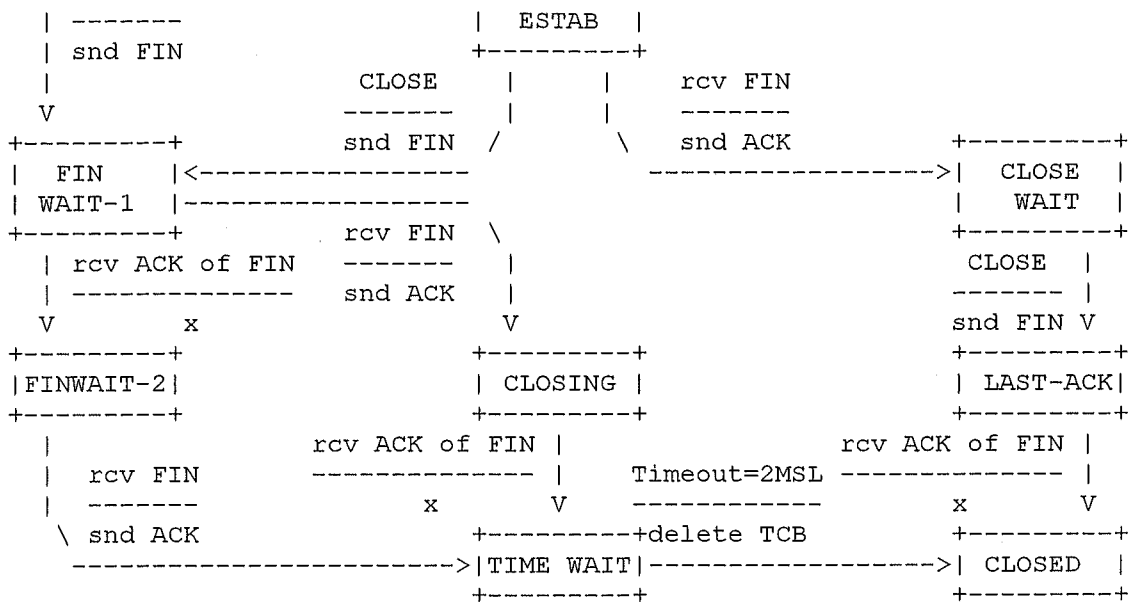 |  -------                  |  ESTAB  |
|  snd FIN                  +---------+
|                    CLOSE    |     |    rcv FIN
V                   -------   |     |    -------
+---------+          snd FIN  /       \   snd ACK          +---------+
|  FIN    |<-----------------           ------------------>|  CLOSE  |
| WAIT-1  |------------------                              |   WAIT  |
+---------+          rcv FIN  \                            +---------+
| rcv ACK of FIN   -------   |                            CLOSE  |
| --------------   snd ACK   |                           ------- |
V        x                   V                           snd FIN V
+---------+                  +---------+                   +---------+
|FINWAIT-2|                  | CLOSING |                   | LAST-ACK|
+---------+                  +---------+                   +---------+
|                rcv ACK of FIN |                 rcv ACK of FIN |
|  rcv FIN       -------------- |    Timeout=2MSL -------------- |
|  -------              x       V    ------------        x       V
\ snd ACK                 +---------+delete TCB         +---------+
------------------------>|TIME WAIT|------------------>| CLOSED  |
+---------+                   +---------+